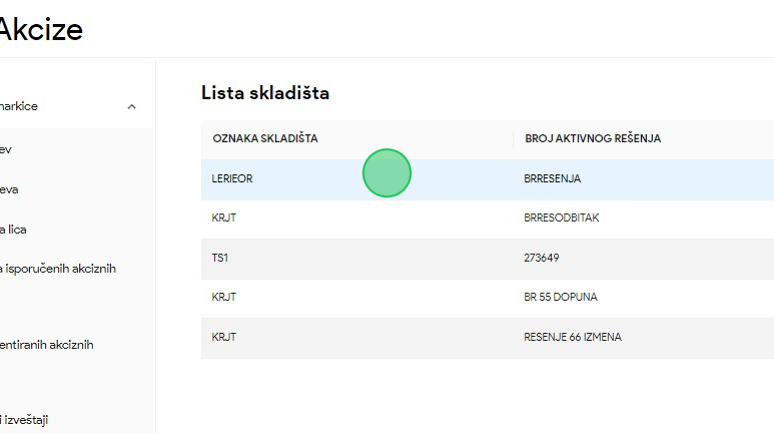 Akcize
markice
Lista skladišta
OZNAKA SKLADIŠTA BROJ AKTIVNOG REŠENJA
ev
LERIEOR BRRESENJA
eva
KRJT BRRESODBITAK
a lica
TS1 273649
a isporučenih akciznih
KRJT BR 55 DOPUNA
KRJT RESENJE 66 IZMENA
entiranih akciznih
i izveštaji